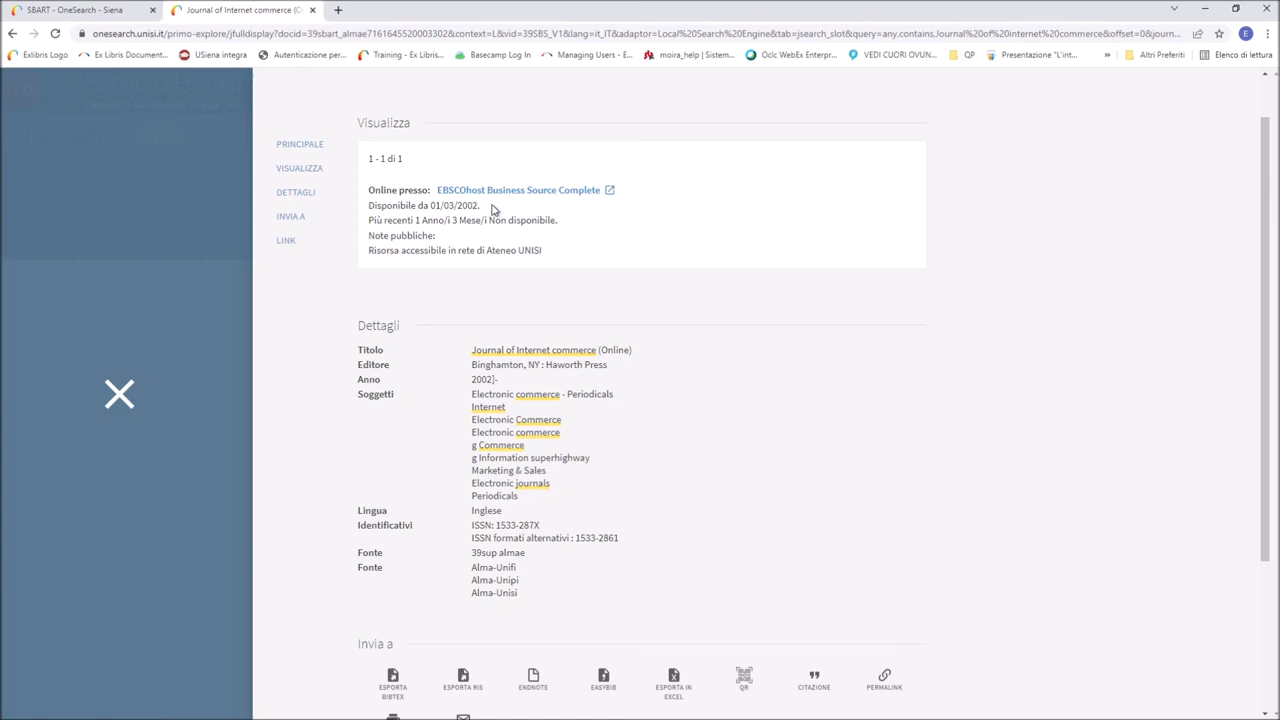 SBART - OneSearch - Siena
Journal of Internet commerce (O
onesearch.unisi.it/primo-explore/jfulldisplay?docid=39sbart_almae7161645520003302&context=L&vid=39SBS_V1&lang=it_IT&adaptor=Local%20Search%20Engine&tab=jsearch_slot&query=any,contains,Journal%20of%20internet%20commerce&offset=0&journ...
E
Exlibris Logo
Ex Libris Document...
USiena integra
Autenticazione per...
Training - Ex Libris...
Basecamp Log In
Managing Users - E...
moira_help | Sistem...
Oclc WebEx Enterpr...
VEDI CUORI OVUN...
QP
Presentazione "L'int...
»
Altri Preferiti
Elenco di lettura
Visualizza
PRINCIPALE
VISUALIZZA
DETTAGLI
INVIA A
LINK
1 - 1 di 1
Online presso: EBSCOhost Business Source Complete
Disponibile da 01/03/2002.
Più recenti 1 Anno/i 3 Mese/i Non disponibile.
Note pubbliche:
Risorsa accessibile in rete di Ateneo UNISI
Dettagli
Titolo Journal of Internet commerce (Online)
Editore Binghamton, NY : Haworth Press
Anno 2002]-
Soggetti Electronic commerce - Periodicals
Internet
Electronic Commerce
Electronic commerce
g Commerce
g Information superhighway
Marketing & Sales
Electronic journals
Periodicals
Lingua Inglese
Identificativi ISSN: 1533-287X
ISSN formati alternativi : 1533-2861
Fonte 39sup almae
Fonte Alma-Unifi
Alma-Unipi
Alma-Unisi
Invia a
ESPORTA BIBTEX
ESPORTA RIS
ENDNOTE
EASYBIB
ESPORTA IN EXCEL
QR
CITAZIONE
PERMALINK